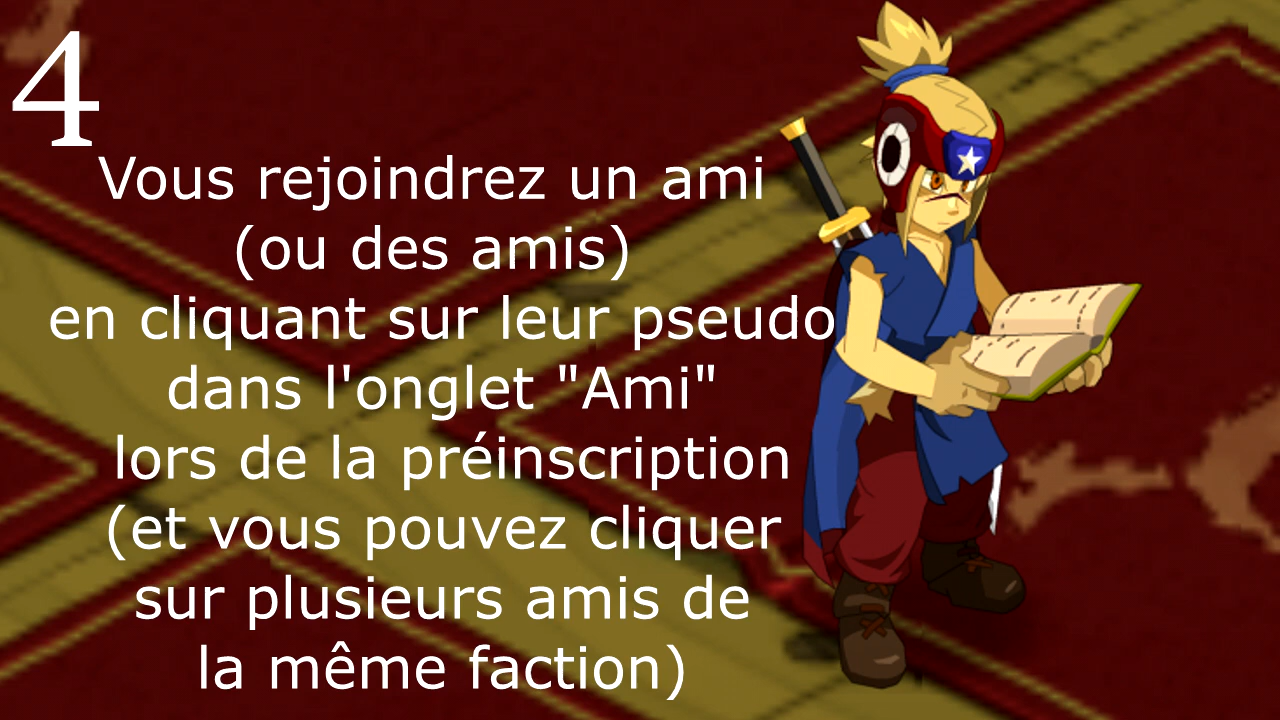 4
Vous rejoindrez un ami
(ou des amis)
en cliquant sur leur pseudo
dans l'onglet "Ami"
lors de la préinscription
(et vous pouvez cliquer
sur plusieurs amis de
la même faction)